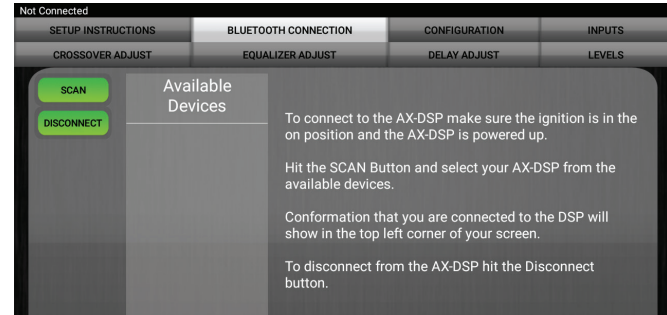 Not Connected
SETUP INSTRUCTIONS BLUETOOTH CONNECTION CONFIGURATION INPUTS
CROSSOVER ADJUST EQUALIZER ADJUST DELAY ADJUST LEVELS
SCAN
DISCONNECT
Available
Devices
To connect to the AX-DSP make sure the ignition is in the
on position and the AX-DSP is powered up.
Hit the SCAN Button and select your AX-DSP from the
available devices.
Conformation that you are connected to the DSP will
show in the top left corner of your screen.
To disconnect from the AX-DSP hit the Disconnect
button.